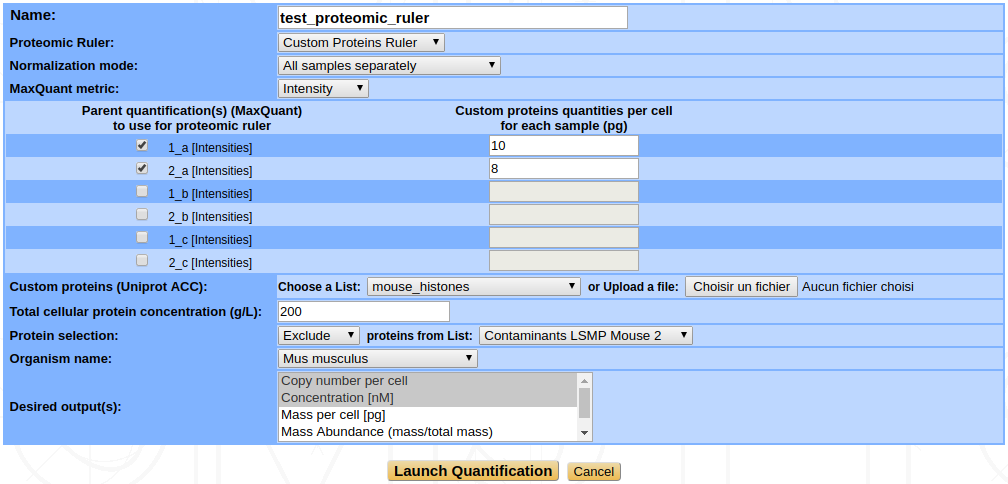 Name: test_proteomic_ruler
Proteomic Ruler: Custom Proteins Ruler
Normalization mode: All samples separately
MaxQuant metric: Intensity
Parent quantification(s) (MaxQuant) Custom proteins quantities per cell
to use for proteomic ruler for each sample (pg)
1_a [Intensities] 10
2_a [Intensities] 8
1_b [Intensities]
2_b [Intensities]
1_c [Intensities]
2_c [Intensities]
Custom proteins (Uniprot ACC): Choose a List: mouse_histones or Upload a file: Choisir un fichier Aucun fichier choisi
Total cellular protein concentration (g/L): 200
Protein selection: Exclude proteins from List: Contaminants LSMP Mouse 2
Organism name: Mus musculus
Desired output(s): Copy number per cell
Concentration [nM]
Mass per cell [pg]
Mass Abundance (mass/total mass)
Launch Quantification Cancel